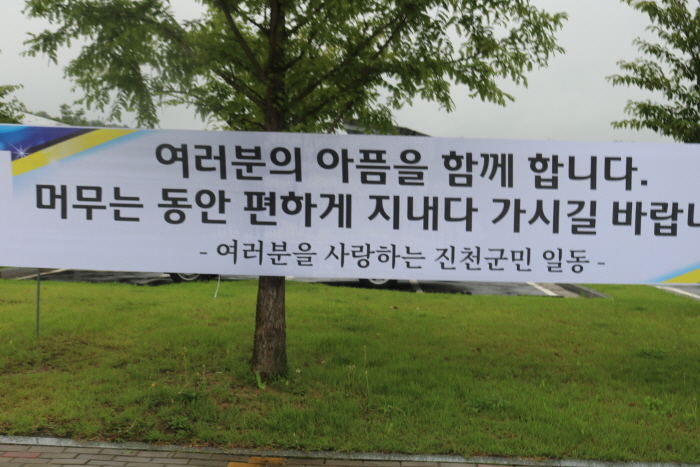 여러분의 아픔을 함께 합니다.
머무는 동안 편하게 지내다 가시길 바랍니
- 여러분을 사랑하는 진천군민 일동 -